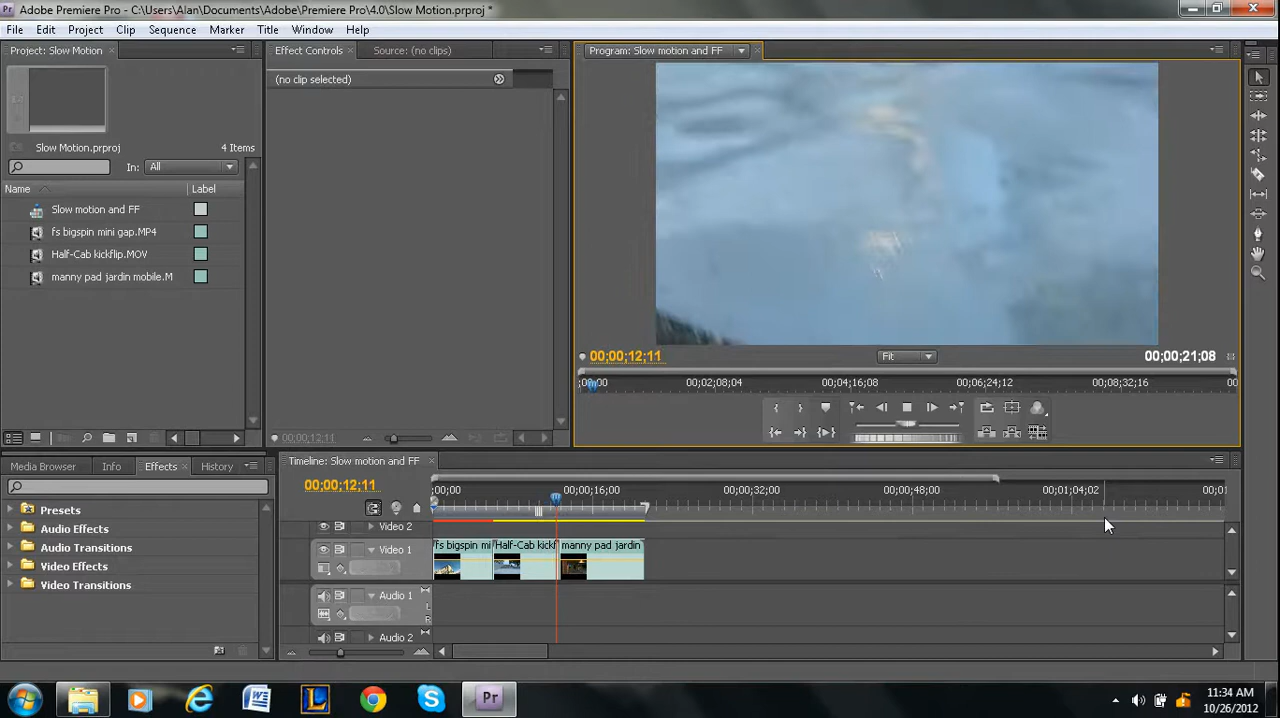 Adobe Premiere Pro - C:\Users\Alan\Documents\Adobe\Premiere Pro\4.0\Slow Motion.prproj *
File Edit Project Clip Sequence Marker Title Window Help
Project: Slow Motion
Effect Controls Source: (no clips)
Program: Slow motion and FF
(no clip selected)
Slow Motion.prproj 4 Items
In: All
Name Label
Slow motion and FF
fs bigspin mini gap.MP4
Half-Cab kickflip.MOV
manny pad jardin mobile.M
00;00;12;11 Fit 00;00;21;08
;00;00 00;02;08;04 00;04;16;08 00;06;24;12 00;08;32;16 00
00;00;12;11
Media Browser Info Effects History
Presets
Audio Effects
Audio Transitions
Video Effects
Video Transitions
Timeline: Slow motion and FF
00;00;12;11
;00;00 00;00;16;00 00;00;32;00 00;00;48;00 00;01;04;02 00;01
Video 2
Video 1
fs bigspin mi Half-Cab kickf manny pad jardin
Audio 1
L
R
Audio 2
W L S Pr
11:34 AM
10/26/2012